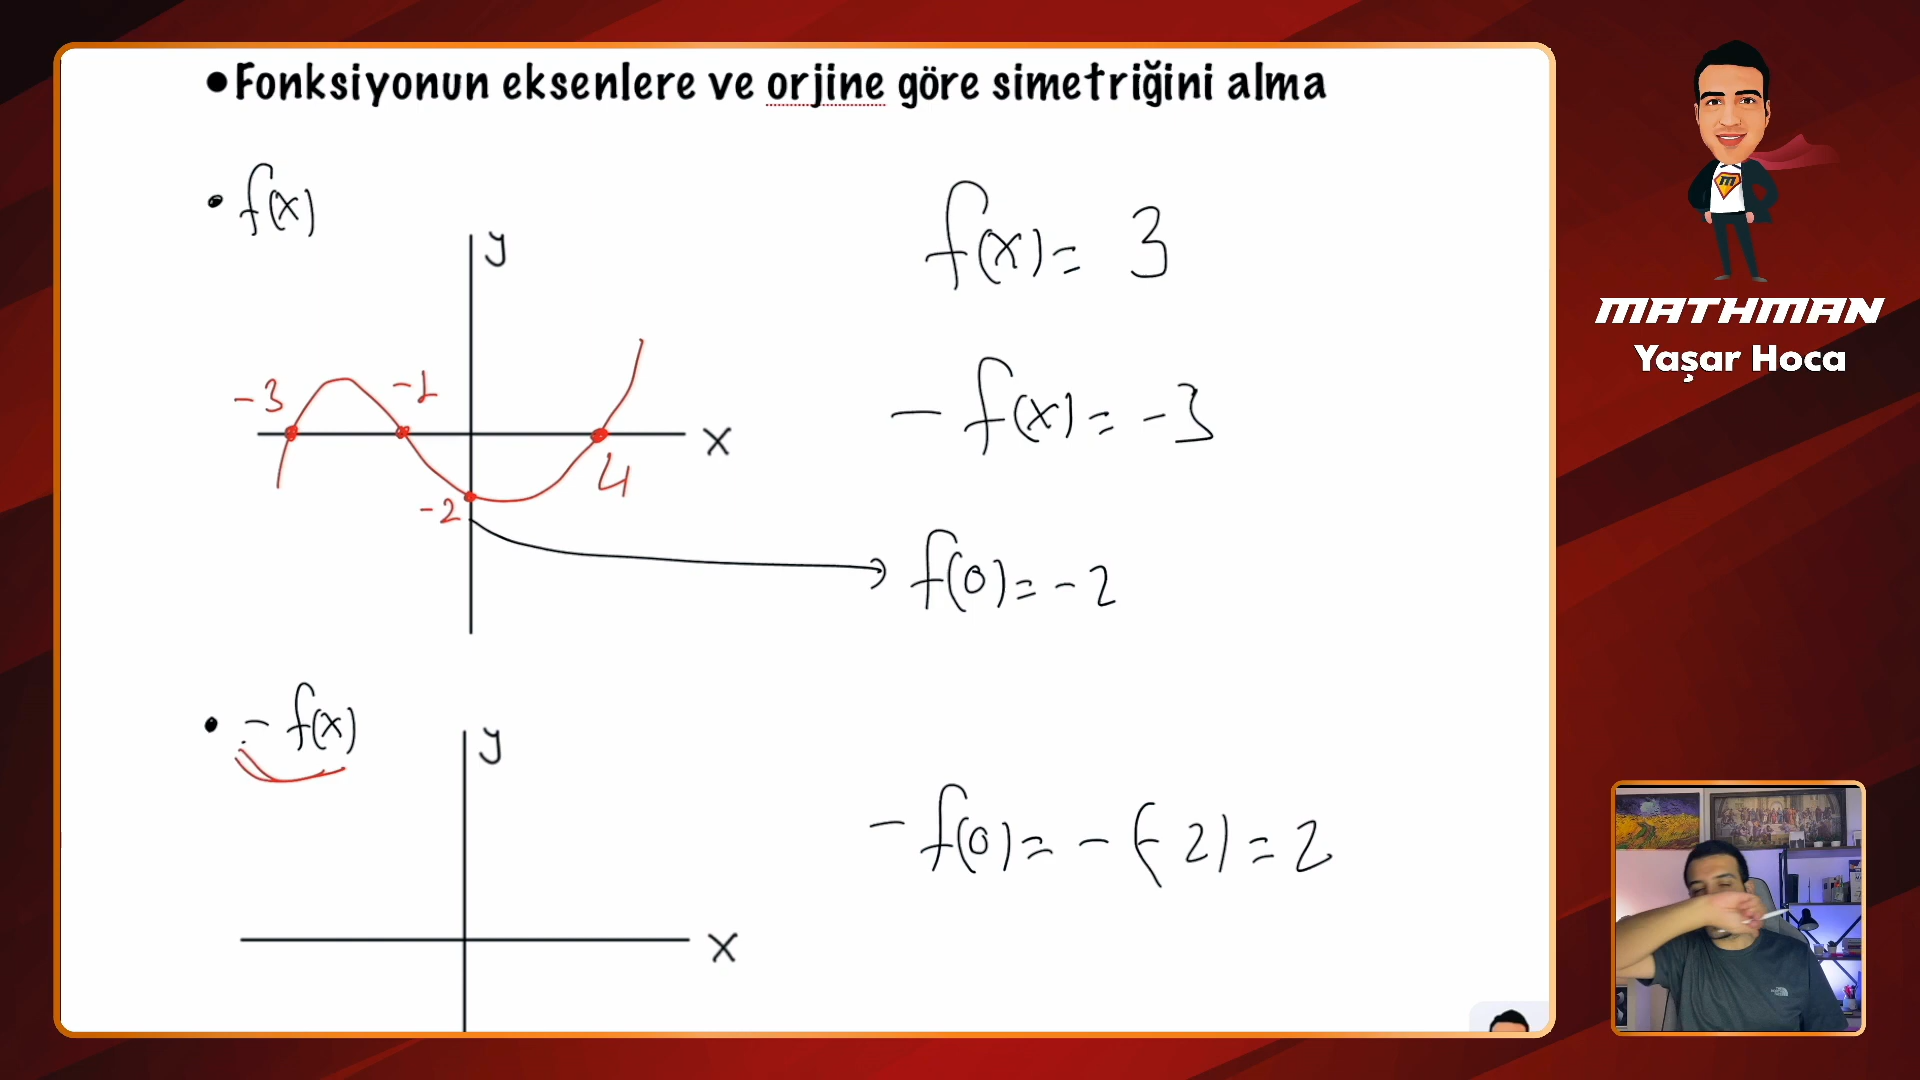 •Fonksiyonun eksenlere ve orjine göre simetriğini alma
• f(x)
y
-3
-1
x
4
-2
f(x) = 3
- f(x) = -3
f(0) = -2
• - f(x)
y
x
- f(0) = - (-2) = 2
m
MATHMAN
Yaşar Hoca